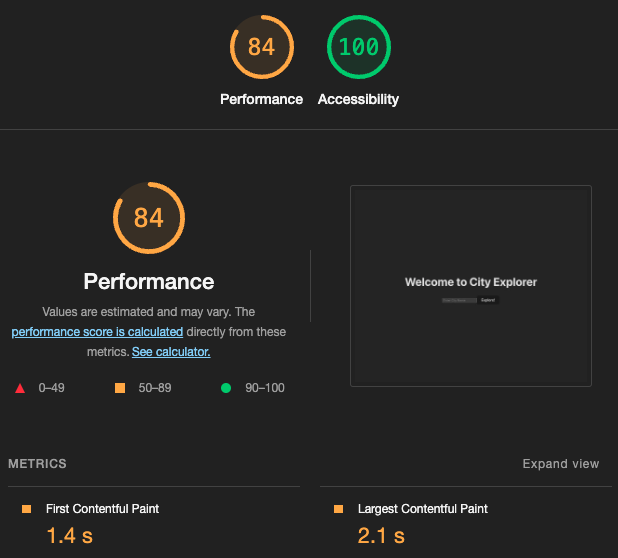 84
100
Performance
Accessibility
84
Performance
Values are estimated and may vary. The
performance score is calculated directly from these
metrics. See calculator.
0–49
50–89
90–100
Welcome to City Explorer
Explore!
METRICS
Expand view
First Contentful Paint
1.4 s
Largest Contentful Paint
2.1 s